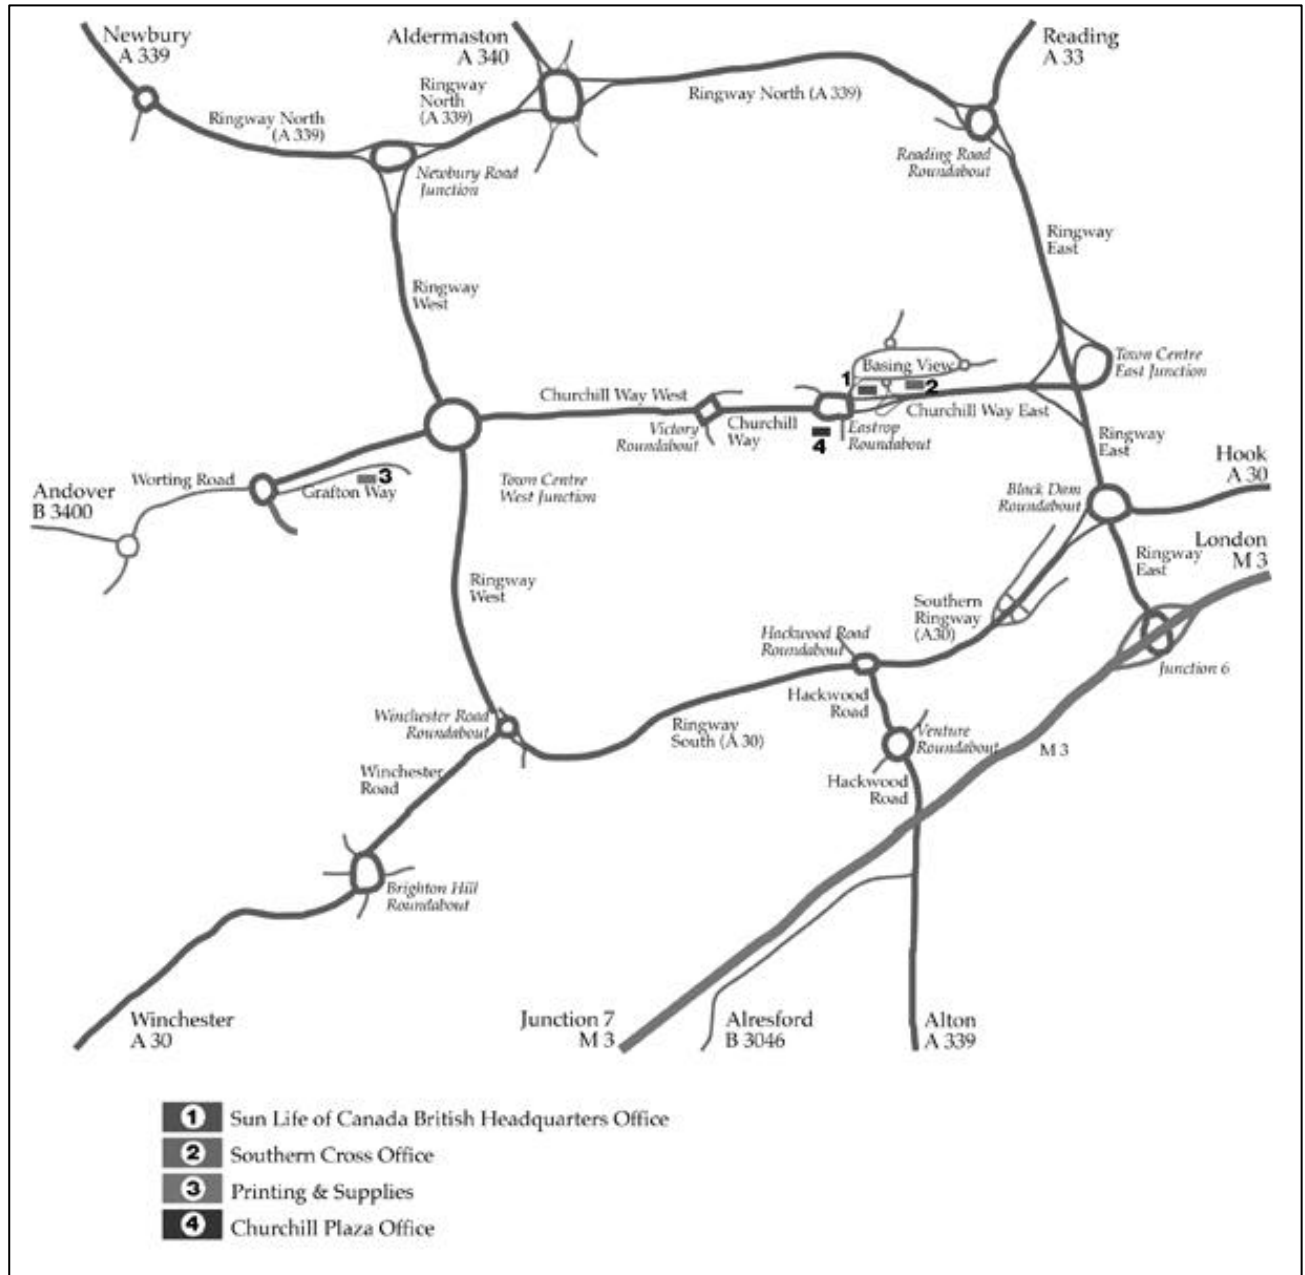 Newbury
A 339
Aldermaston
A 340
Reading
A 33
Ringway
North
(A 339)
Ringway North (A 339)
Ringway North
(A 339)
Newbury Road
Junction
Reading Road
Roundabout
Ringway
East
Ringway
West
Town Centre
East Junction
Basing View
1
2
Churchill Way West
Churchill Way East
Victory
Roundabout
Churchill
Way
4
Eastrop
Roundabout
Ringway
East
Hook
A 30
Worting Road
3
Grafton Way
Town Centre
West Junction
Andover
B 3400
Black Dam
Roundabout
London
M 3
Ringway
East
Ringway
West
Southern
Ringway
(A30)
Hackwood Road
Roundabout
Junction 6
Hackwood
Road
Winchester Road
Roundabout
Ringway
South (A 30)
Venture
Roundabout
M 3
Winchester
Road
Hackwood
Road
Brighton Hill
Roundabout
Winchester
A 30
Junction 7
M 3
Alresford
B 3046
Alton
A 339
1 Sun Life of Canada British Headquarters Office
2 Southern Cross Office
3 Printing & Supplies
4 Churchill Plaza Office